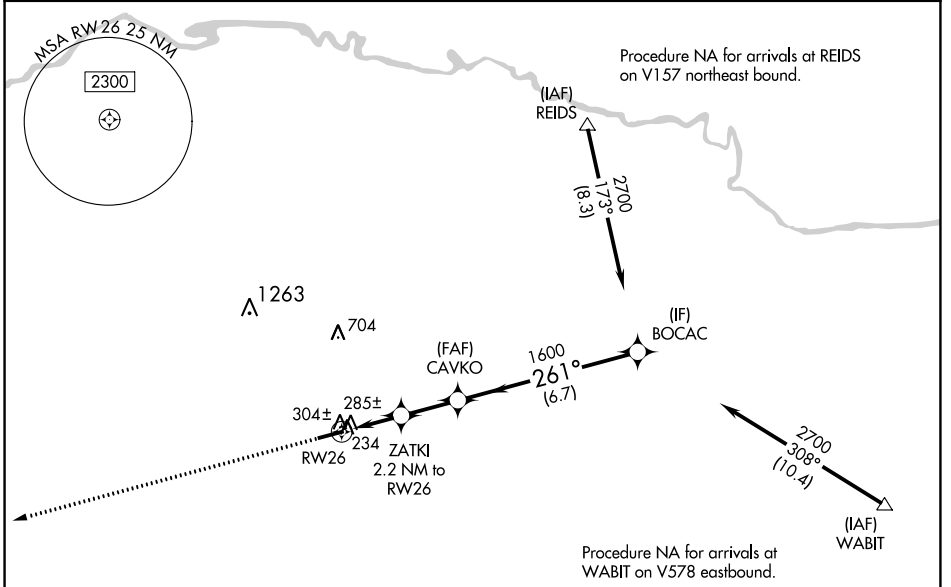 MSA RW26 25 NM
2300
Procedure NA for arrivals at REIDS
on V157 northeast bound.
(IAF)
REIDS
2700
173°
(8.3)
1263
704
(IF)
BOCAC
(FAF)
CAVKO
1600
261°
(6.7)
304±
285±
234
RW26
ZATKI
2.2 NM to
RW26
2700
308°
(10.4)
(IAF)
WABIT
Procedure NA for arrivals at
WABIT on V578 eastbound.